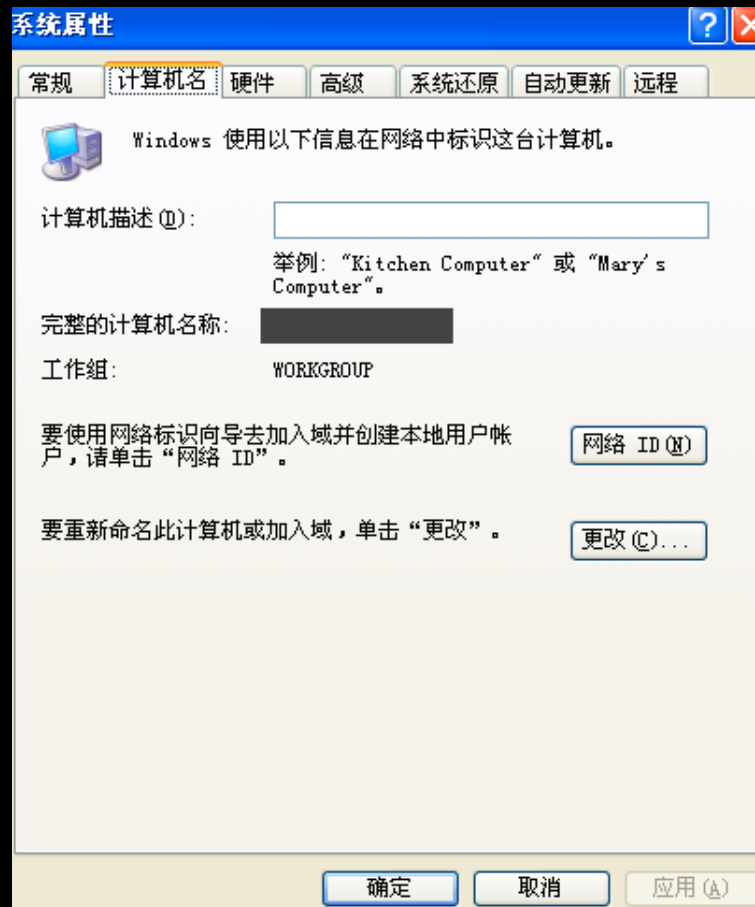 系统属性
常规 计算机名 硬件 高级 系统还原 自动更新 远程
Windows 使用以下信息在网络中标识这台计算机。
计算机描述(D):
举例: “Kitchen Computer” 或 “Mary's
Computer”。
完整的计算机名称:
工作组: WORKGROUP
要使用网络标识向导去加入域并创建本地用户帐
户，请单击“网络 ID”。
网络 ID(N)
要重新命名此计算机或加入域，单击“更改”。
更改(C)...
确定 取消 应用(A)